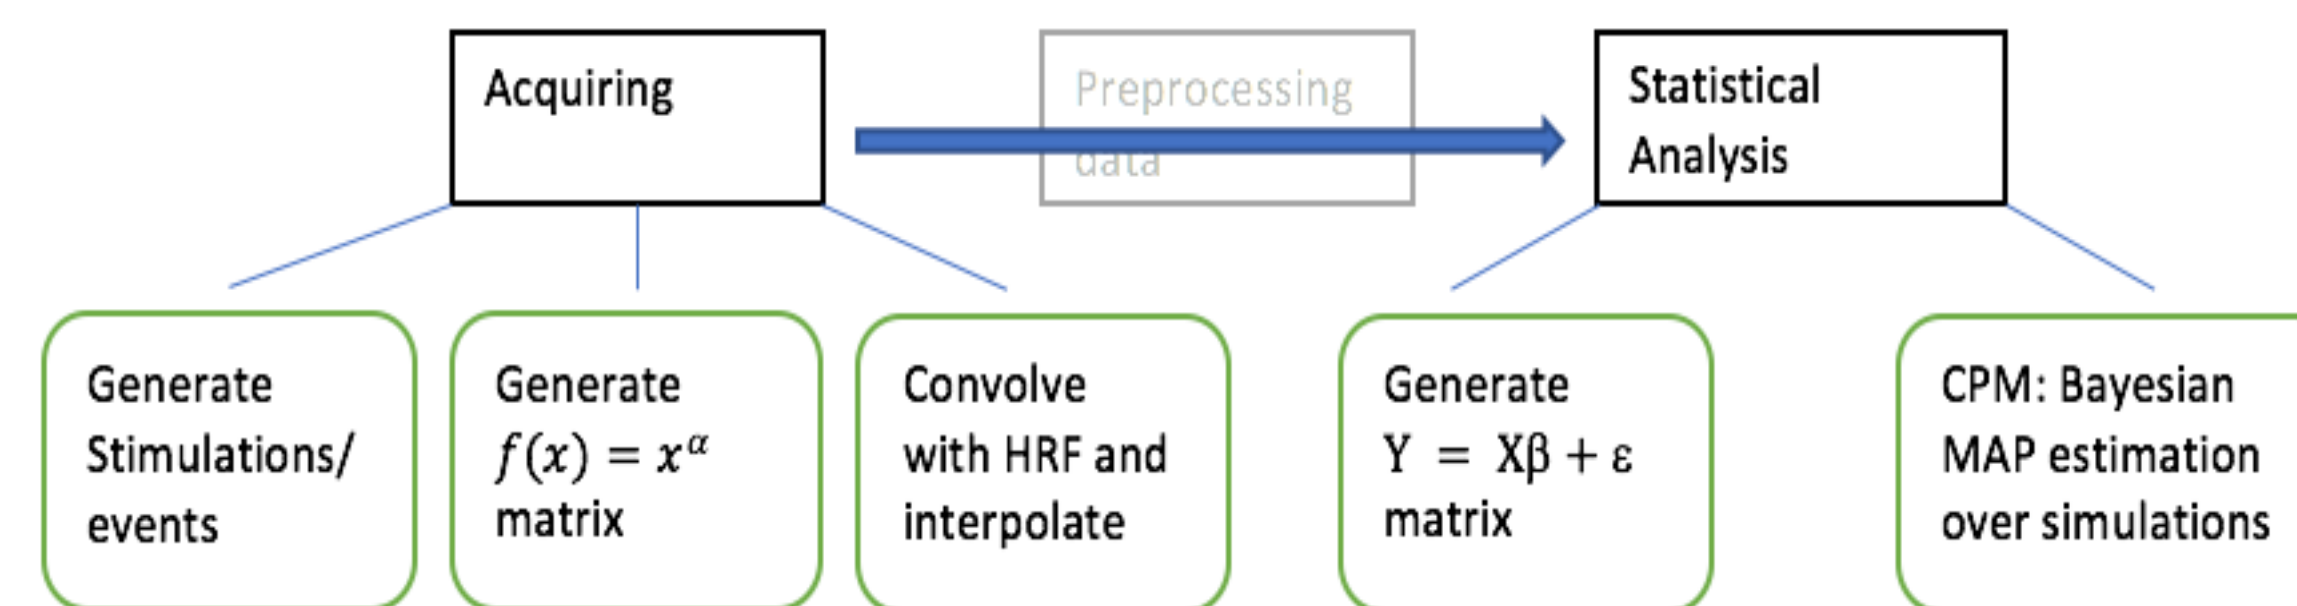 Acquiring
Preprocessing
data
Statistical
Analysis
Generate
Stimulations/
events
Generate
f(x) = x^α
matrix
Convolve
with HRF and
interpolate
Generate
Y = Xβ + ε
matrix
CPM: Bayesian
MAP estimation
over simulations